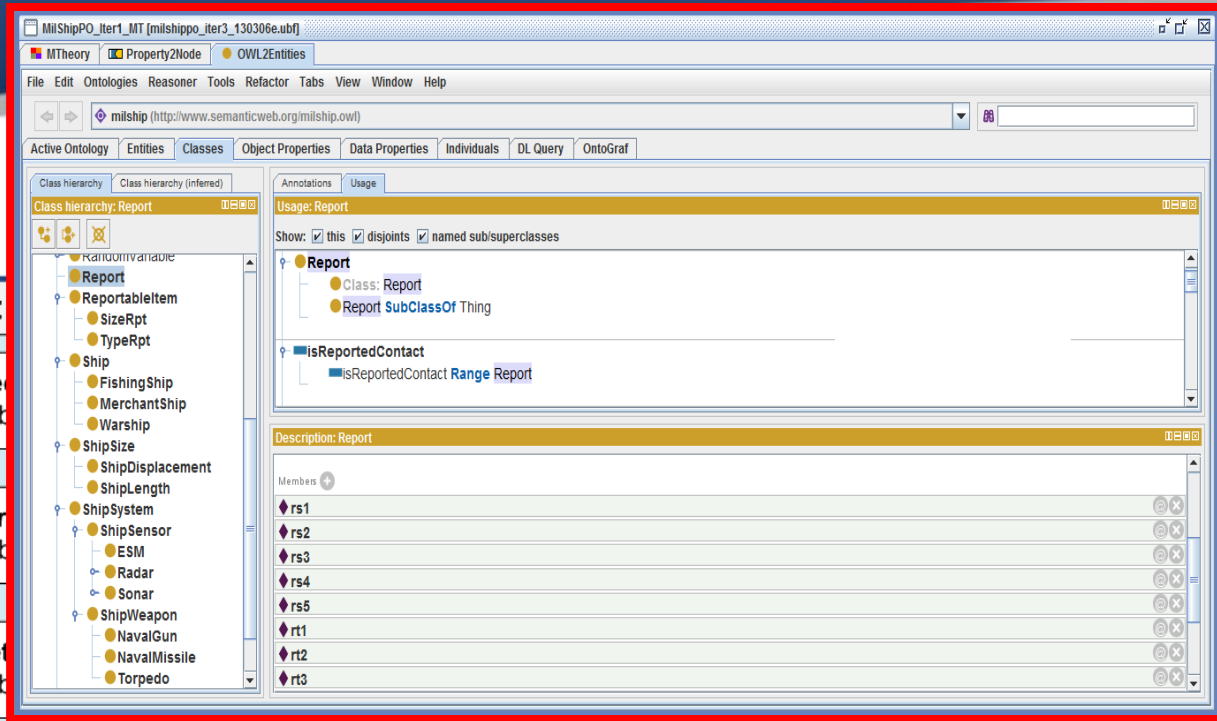 MilShipPO_Iter1_MT [milshippo_iter3_130306e.ubf]
MTheory Property2Node OWL2Entities
File Edit Ontologies Reasoner Tools Refactor Tabs View Window Help
milship (http://www.semanticweb.org/milship.owl)
Active Ontology Entities Classes Object Properties Data Properties Individuals DL Query OntoGraf
Class hierarchy Class hierarchy (inferred)
Class hierarchy: Report
RandomVariable
Report
ReportableItem
SizeRpt
TypeRpt
Ship
FishingShip
MerchantShip
Warship
ShipSize
ShipDisplacement
ShipLength
ShipSystem
ShipSensor
ESM
Radar
Sonar
ShipWeapon
NavalGun
NavalMissile
Torpedo
Annotations Usage
Usage: Report
Show: this disjoints named sub/superclasses
Report
Class: Report
Report SubClassOf Thing
isReportedContact
isReportedContact Range Report
Description: Report
Members
rs1
rs2
rs3
rs4
rs5
rt1
rt2
rt3